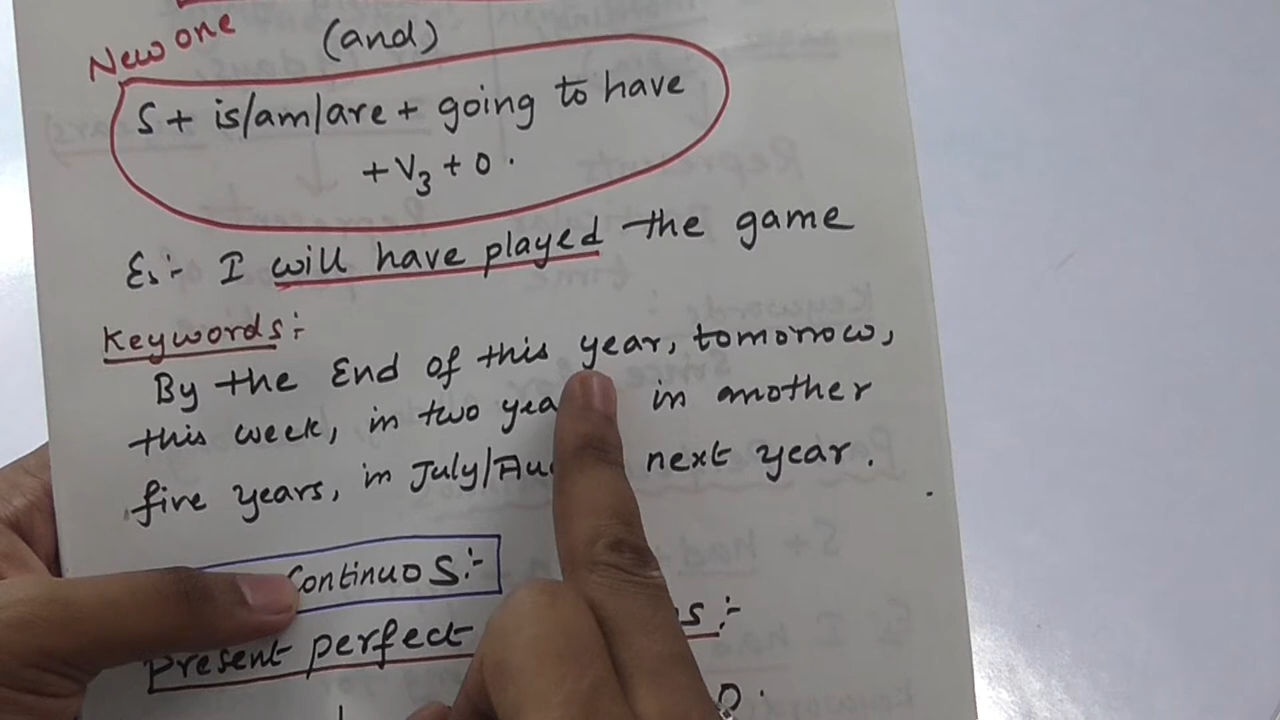 New one
(and)
S + is/am/are + going to have
+ V3 + O.
Ex:- I will have played the game
Keywords:-
By the End of this year, tomorrow,
this week, in two yea in another
five years, in July/Au next year.
Continuos:-
Present perfect s:-
O.